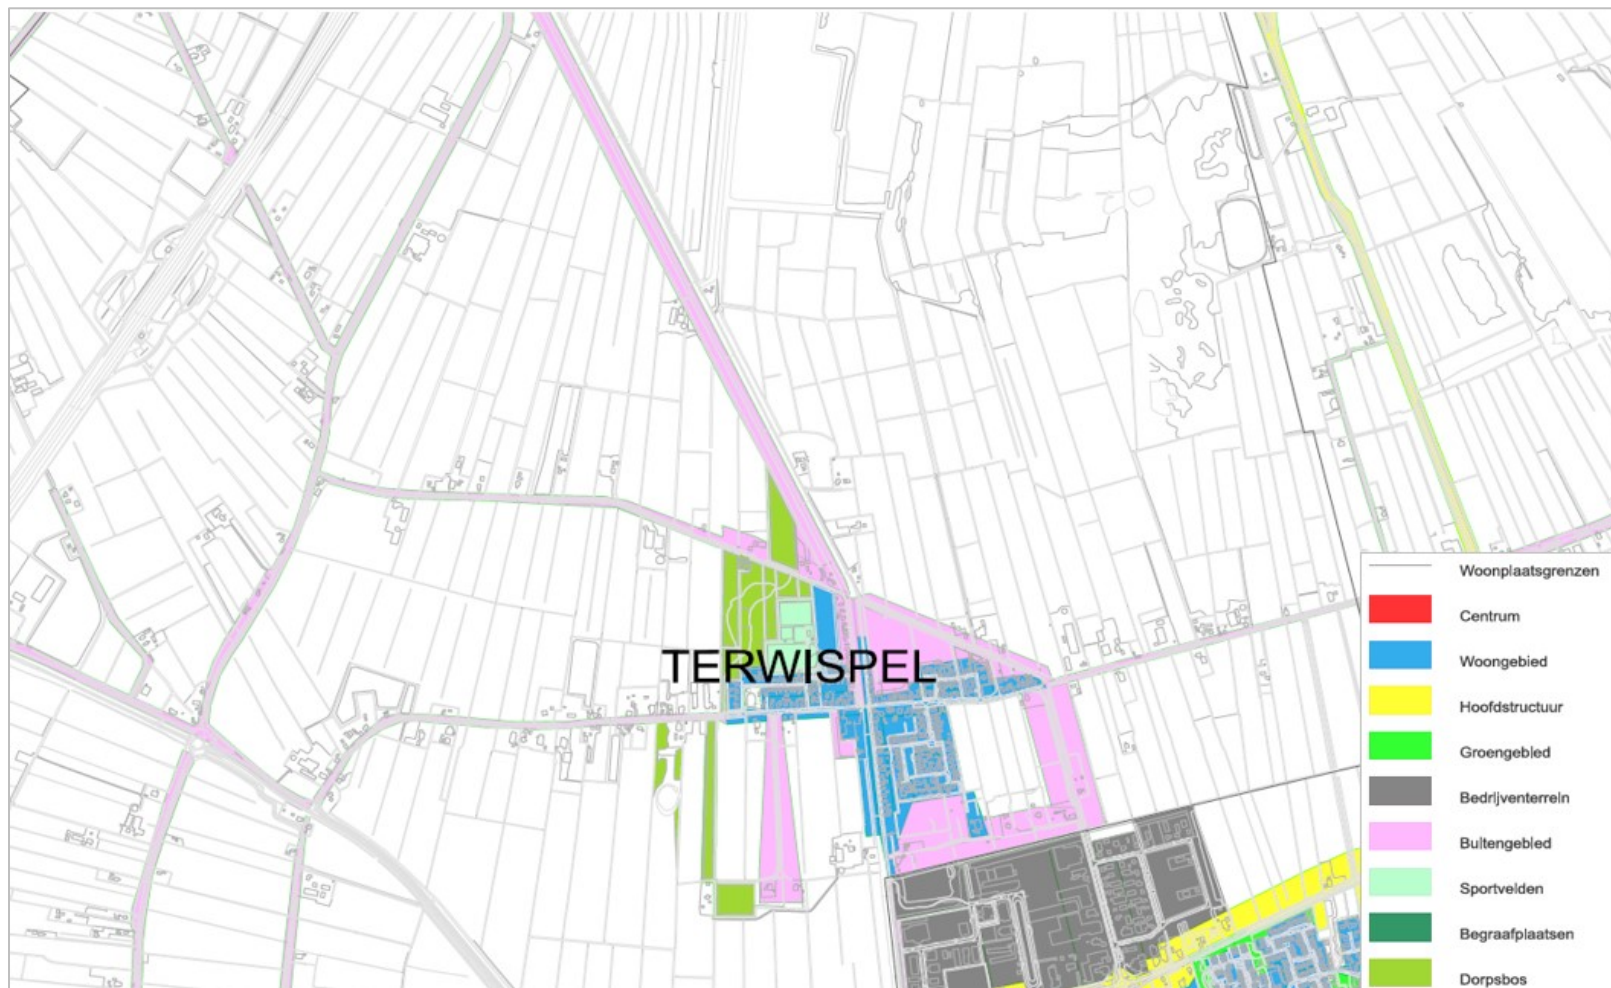 TERWISPEL
Woonplaatsgrenzen
Centrum
Woongebied
Hoofdstructuur
Groengebied
Bedrijventerrein
Buitengebied
Sportvelden
Begraafplaatsen
Dorpsbos